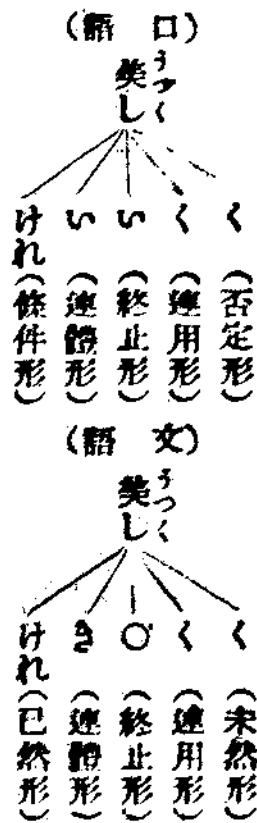 （口語）
美し
うつく
く（否定形）
く（連用形）
い（終止形）
い（連體形）
けれ（條件形）
（文語）
美し
うつく
く（未然形）
く（連用形）
○（終止形）
き（連體形）
けれ（已然形）